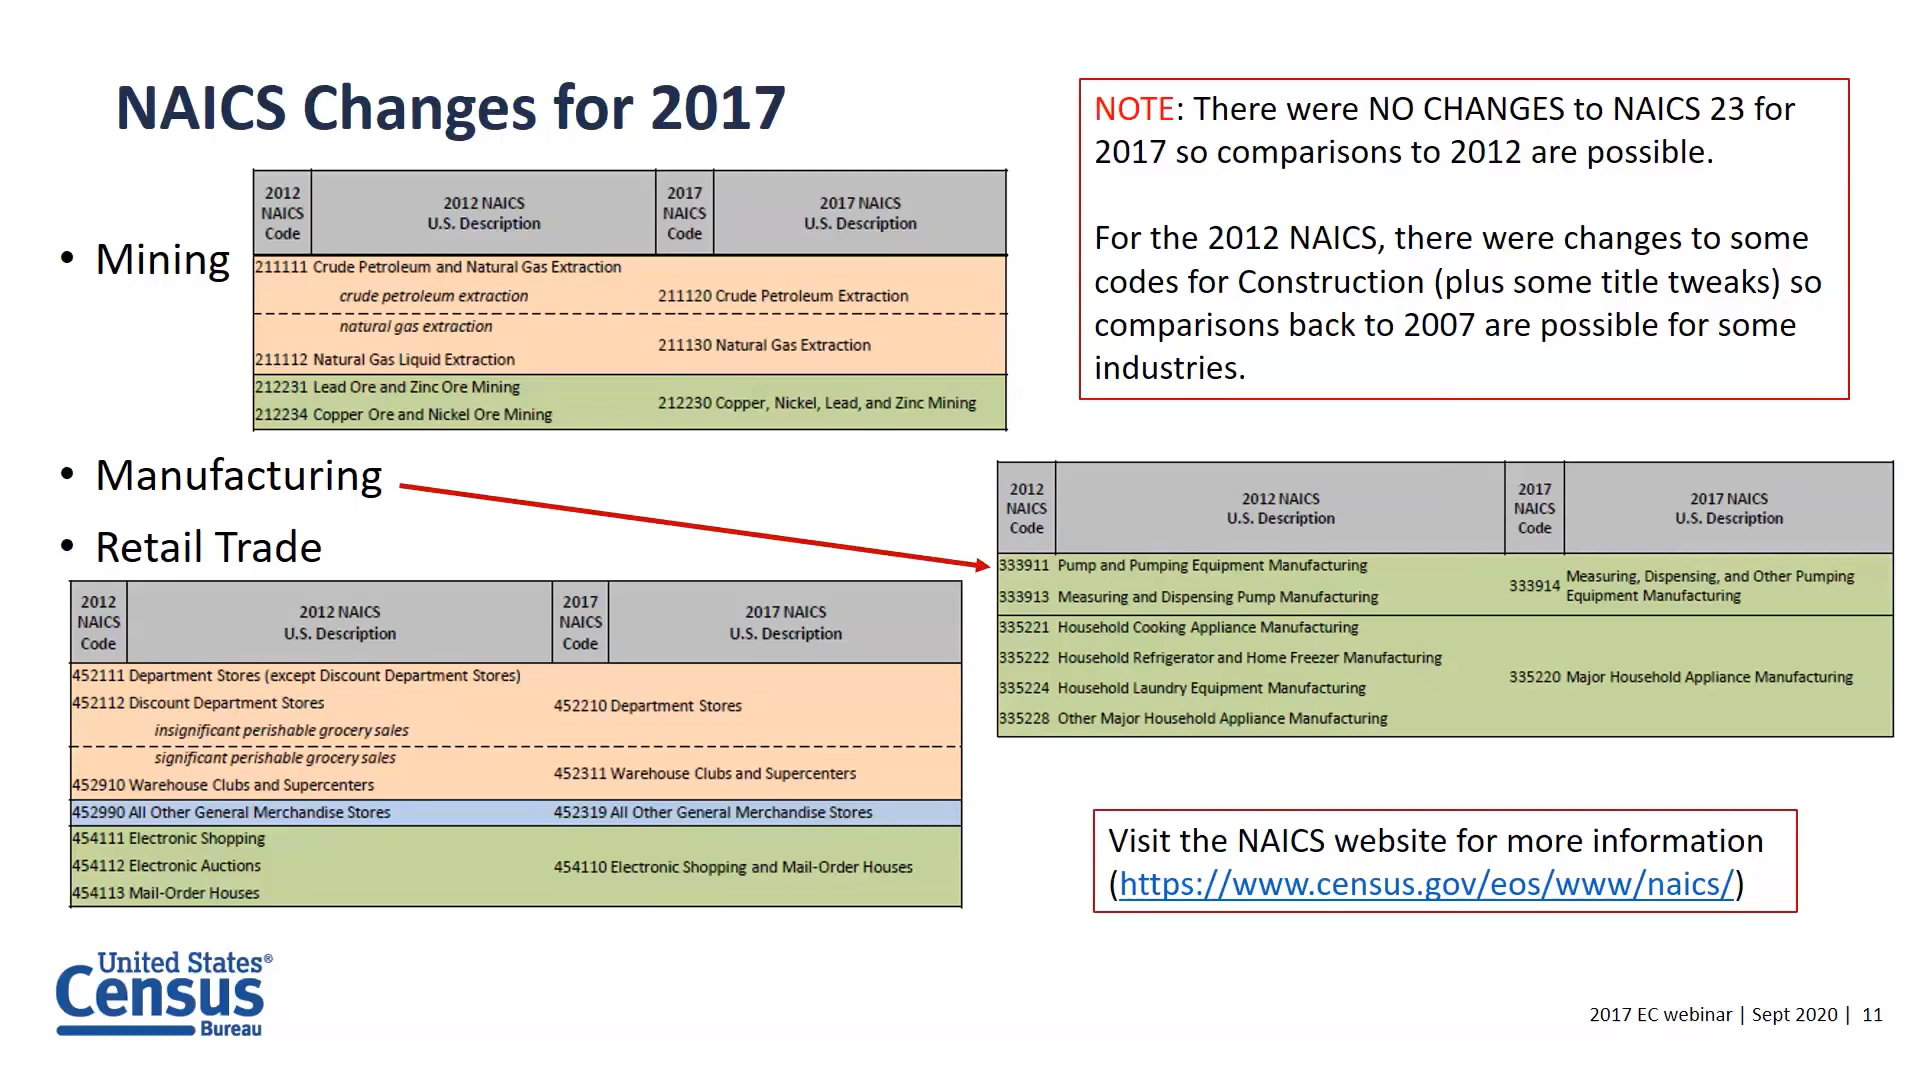 NAICS Changes for 2017
NOTE: There were NO CHANGES to NAICS 23 for
2017 so comparisons to 2012 are possible.
For the 2012 NAICS, there were changes to some
codes for Construction (plus some title tweaks) so
comparisons back to 2007 are possible for some
industries.
• Mining
2012 NAICS Code
2012 NAICS U.S. Description
2017 NAICS Code
2017 NAICS U.S. Description
211111 Crude Petroleum and Natural Gas Extraction
crude petroleum extraction
211120 Crude Petroleum Extraction
natural gas extraction
211130 Natural Gas Extraction
211112 Natural Gas Liquid Extraction
212231 Lead Ore and Zinc Ore Mining
212230 Copper, Nickel, Lead, and Zinc Mining
212234 Copper Ore and Nickel Ore Mining
• Manufacturing
2012 NAICS Code
2012 NAICS U.S. Description
2017 NAICS Code
2017 NAICS U.S. Description
333911 Pump and Pumping Equipment Manufacturing
333913 Measuring and Dispensing Pump Manufacturing
333914 Measuring, Dispensing, and Other Pumping
Equipment Manufacturing
335221 Household Cooking Appliance Manufacturing
335222 Household Refrigerator and Home Freezer Manufacturing
335224 Household Laundry Equipment Manufacturing
335228 Other Major Household Appliance Manufacturing
335220 Major Household Appliance Manufacturing
• Retail Trade
2012 NAICS Code
2012 NAICS U.S. Description
2017 NAICS Code
2017 NAICS U.S. Description
452111 Department Stores (except Discount Department Stores)
452112 Discount Department Stores
452210 Department Stores
insignificant perishable grocery sales
significant perishable grocery sales
452311 Warehouse Clubs and Supercenters
452910 Warehouse Clubs and Supercenters
452990 All Other General Merchandise Stores
452319 All Other General Merchandise Stores
454111 Electronic Shopping
454112 Electronic Auctions
454110 Electronic Shopping and Mail-Order Houses
454113 Mail-Order Houses
Visit the NAICS website for more information
(https://www.census.gov/eos/www/naics/)
United States®
Census
Bureau
2017 EC webinar | Sept 2020 | 11